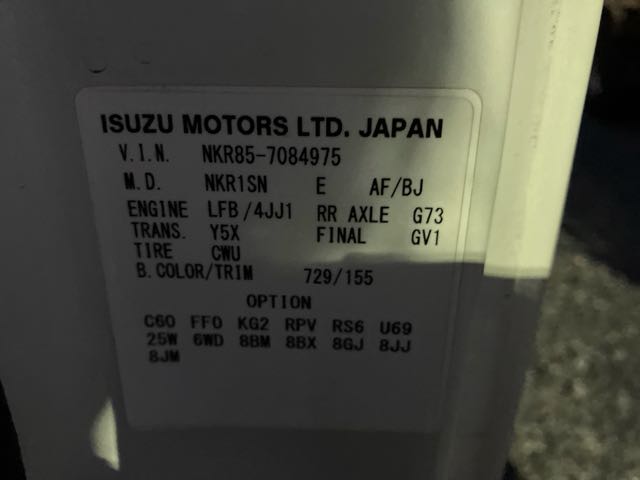 ISUZU MOTORS LTD. JAPAN
V.I.N. NKR85-7084975
M.D. NKR1SN E AF/BJ
ENGINE LFB/4JJ1 RR AXLE G73
TRANS. Y5X FINAL GV1
TIRE CWU
B.COLOR/TRIM 729/155
OPTION
C60 FF0 KG2 RPV RS6 U69
25W 6WD 8BM 8BX 8GJ 8JJ
8JM